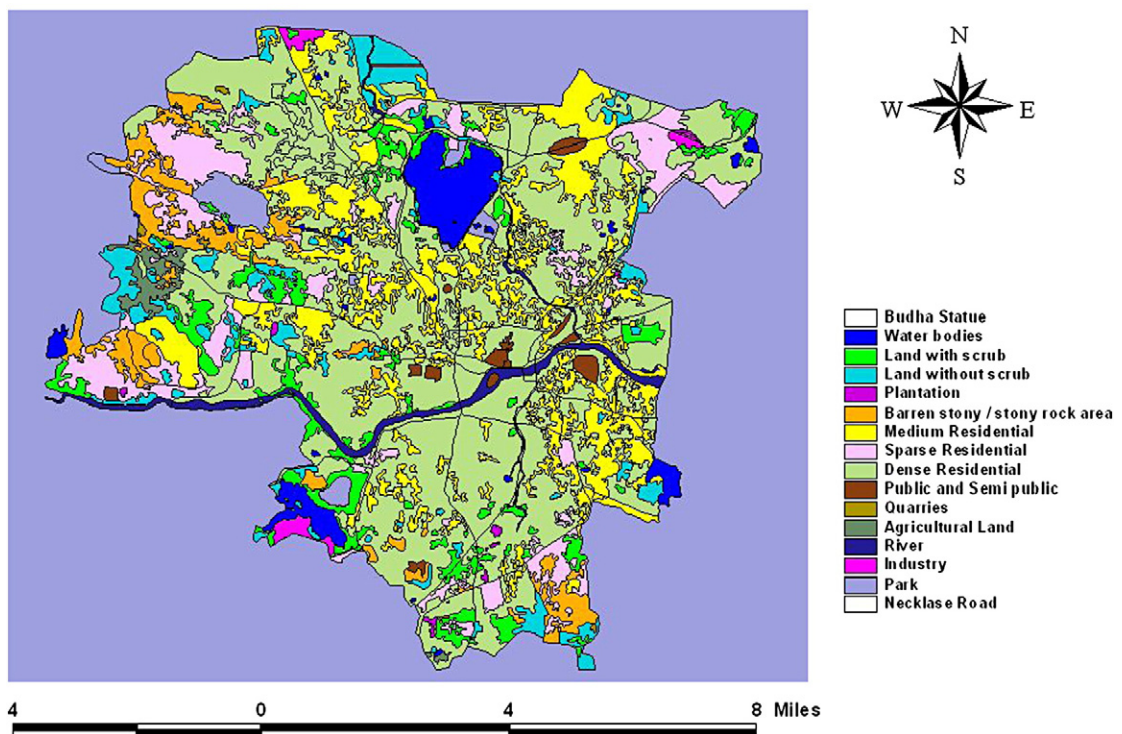 N
W E
S
Budha Statue
Water bodies
Land with scrub
Land without scrub
Plantation
Barren stony / stony rock area
Medium Residential
Sparse Residential
Dense Residential
Public and Semi public
Quarries
Agricultural Land
River
Industry
Park
Necklase Road
4 0 4 8 Miles